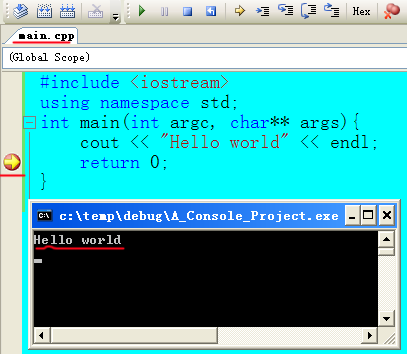 Hex
main.cpp
(Global Scope)
#include <iostream>
using namespace std;
int main(int argc, char** args){
cout << "Hello world" << endl;
return 0;
}
c:\temp\debug\A_Console_Project.exe
Hello world